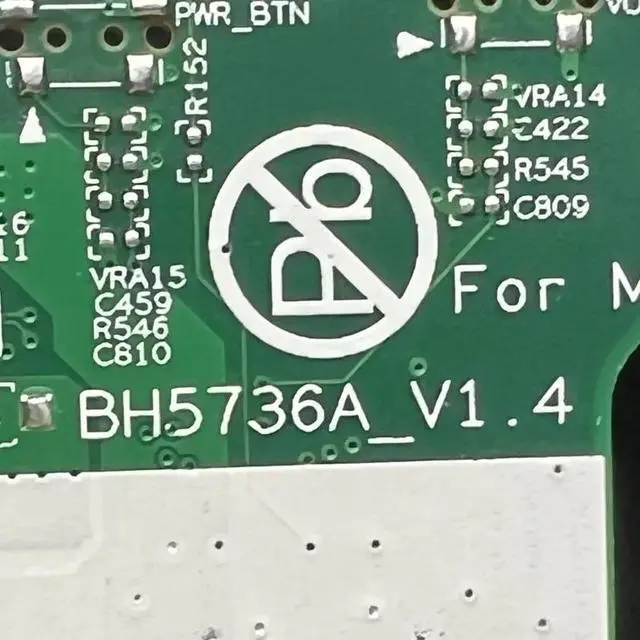 PWR_BTN
R152
VRA14
C422
R545
C809
VRA15
C459
R546
C810
Pb
For M
BH5736A_V1.4